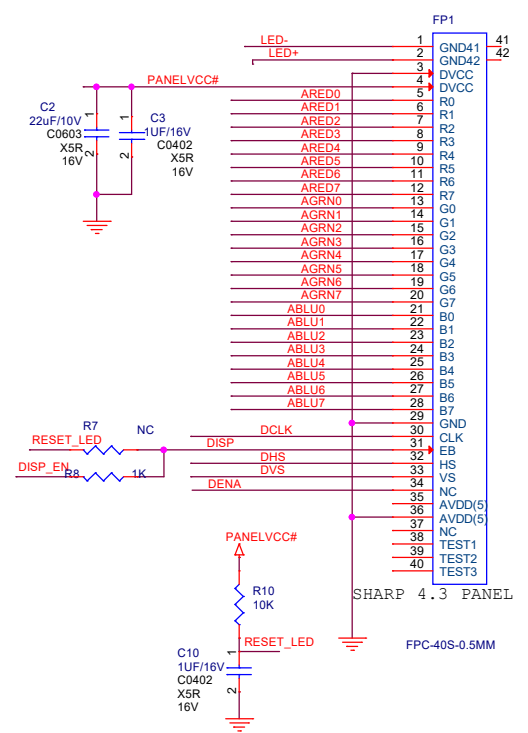 FP1
LED- 1 GND41 41
LED+ 2 GND42 42
3 DVCC
PANELVCC# 4 DVCC
ARED0 5 R0
ARED1 6 R1
ARED2 7 R2
ARED3 8 R3
ARED4 9 R4
ARED5 10 R5
ARED6 11 R6
ARED7 12 R7
AGRN0 13 G0
AGRN1 14 G1
AGRN2 15 G2
AGRN3 16 G3
AGRN4 17 G4
AGRN5 18 G5
AGRN6 19 G6
AGRN7 20 G7
ABLU0 21 B0
ABLU1 22 B1
ABLU2 23 B2
ABLU3 24 B3
ABLU4 25 B4
ABLU5 26 B5
ABLU6 27 B6
ABLU7 28 B7
29 GND
DCLK 30 CLK
DISP 31 EB
DHS 32 HS
DVS 33 VS
DENA 34 NC
35 AVDD(5)
36 AVDD(5)
37 NC
38 TEST1
39 TEST2
40 TEST3
SHARP 4.3 PANEL
FPC-40S-0.5MM
C2
22uF/10V
C0603
X5R
16V
1
2
C3
1UF/16V
C0402
X5R
16V
1
2
R7 NC
RESET_LED
DISP_EN
R8 1K
PANELVCC#
R10
10K
RESET_LED
C10
1UF/16V
C0402
X5R
16V
1
2